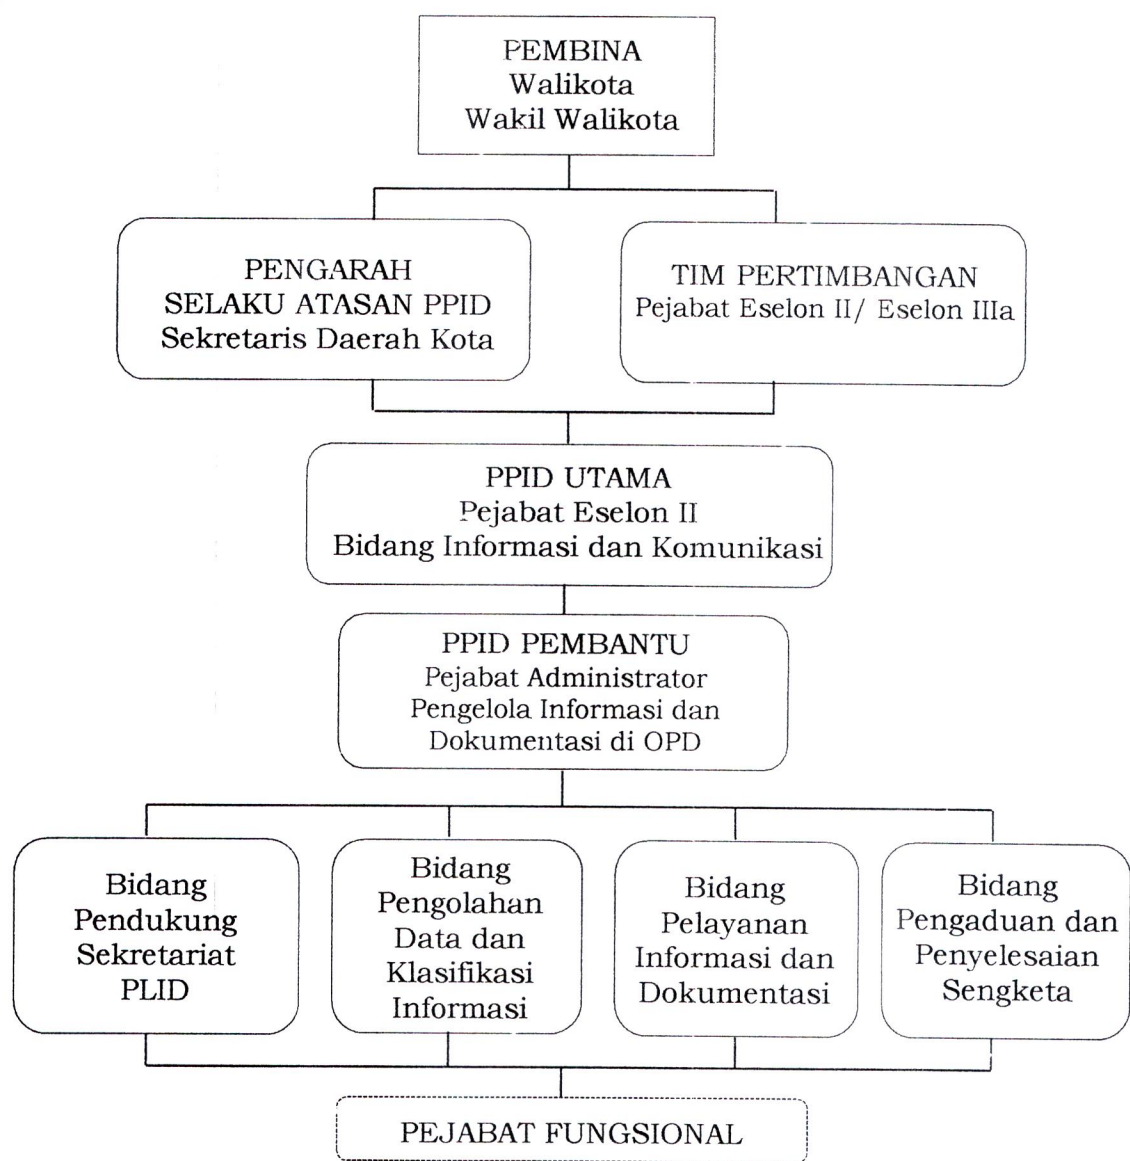 PEMBINA
Walikota
Wakil Walikota
PENGARAH
SELAKU ATASAN PPID
Sekretaris Daerah Kota
TIM PERTIMBANGAN
Pejabat Eselon II/ Eselon IIIa
PPID UTAMA
Pejabat Eselon II
Bidang Informasi dan Komunikasi
PPID PEMBANTU
Pejabat Administrator
Pengelola Informasi dan
Dokumentasi di OPD
Bidang
Pendukung
Sekretariat
PLID
Bidang
Pengolahan
Data dan
Klasifikasi
Informasi
Bidang
Pelayanan
Informasi dan
Dokumentasi
Bidang
Pengaduan dan
Penyelesaian
Sengketa
PEJABAT FUNGSIONAL